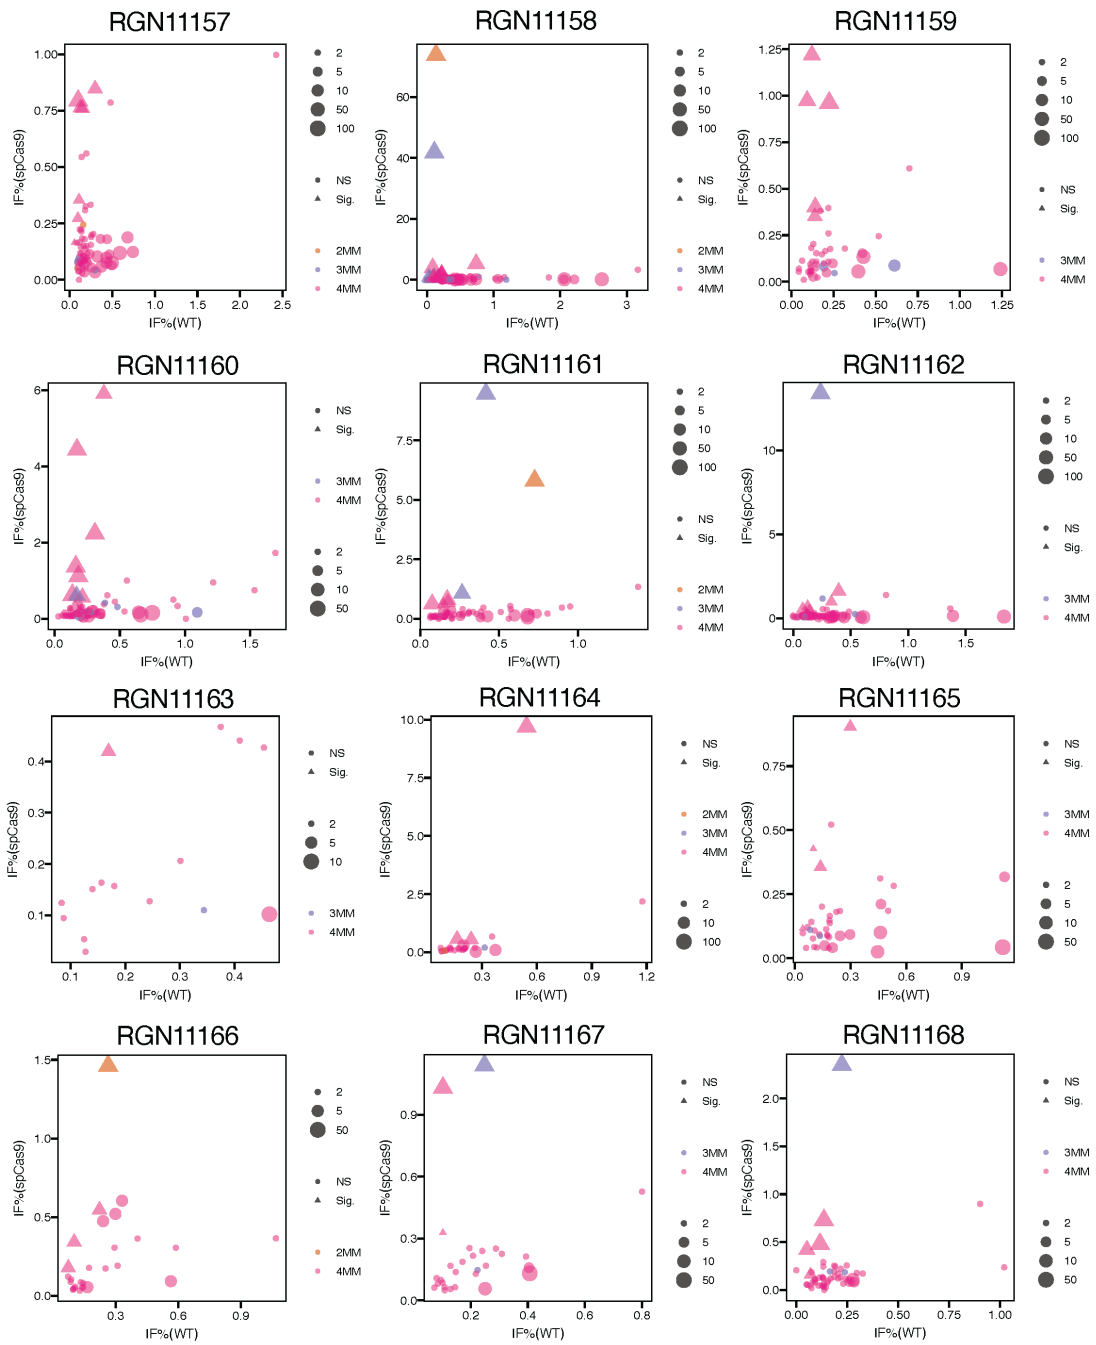 RGN11157
IF%(spCas9)
1.00
0.75
0.50
0.25
0.00
0.0 0.5 1.0 1.5 2.0 2.5
IF%(WT)
2
5
10
50
100
NS
Sig.
2MM
3MM
4MM
RGN11158
IF%(spCas9)
60
40
20
0
0 1 2 3
IF%(WT)
2
5
10
50
100
NS
Sig.
2MM
3MM
4MM
RGN11159
IF%(spCas9)
1.25
1.00
0.75
0.50
0.25
0.00
0.00 0.25 0.50 0.75 1.00 1.25
IF%(WT)
2
5
10
50
100
NS
Sig.
3MM
4MM
RGN11160
IF%(spCas9)
6
4
2
0
0.0 0.5 1.0 1.5
IF%(WT)
NS
Sig.
3MM
4MM
2
5
10
50
RGN11161
IF%(spCas9)
7.5
5.0
2.5
0.0
0.0 0.5 1.0
IF%(WT)
2
5
10
50
100
NS
Sig.
2MM
3MM
4MM
RGN11162
IF%(spCas9)
10
5
0
0.0 0.5 1.0 1.5
IF%(WT)
2
5
10
50
100
NS
Sig.
3MM
4MM
RGN11163
IF%(spCas9)
0.4
0.3
0.2
0.1
0.1 0.2 0.3 0.4
IF%(WT)
NS
Sig.
2
5
10
3MM
4MM
RGN11164
IF%(spCas9)
10.0
7.5
5.0
2.5
0.0
0.3 0.6 0.9 1.2
IF%(WT)
NS
Sig.
2MM
3MM
4MM
2
10
100
RGN11165
IF%(spCas9)
0.75
0.50
0.25
0.00
0.0 0.3 0.6 0.9
IF%(WT)
NS
Sig.
3MM
4MM
2
5
10
50
RGN11166
IF%(spCas9)
1.5
1.0
0.5
0.0
0.3 0.6 0.9
IF%(WT)
2
5
50
NS
Sig.
2MM
4MM
RGN11167
IF%(spCas9)
0.9
0.6
0.3
0.0
0.2 0.4 0.6 0.8
IF%(WT)
NS
Sig.
3MM
4MM
2
5
10
50
RGN11168
IF%(spCas9)
2.0
1.5
1.0
0.5
0.0
0.00 0.25 0.50 0.75 1.00
IF%(WT)
NS
Sig.
3MM
4MM
2
5
10
50